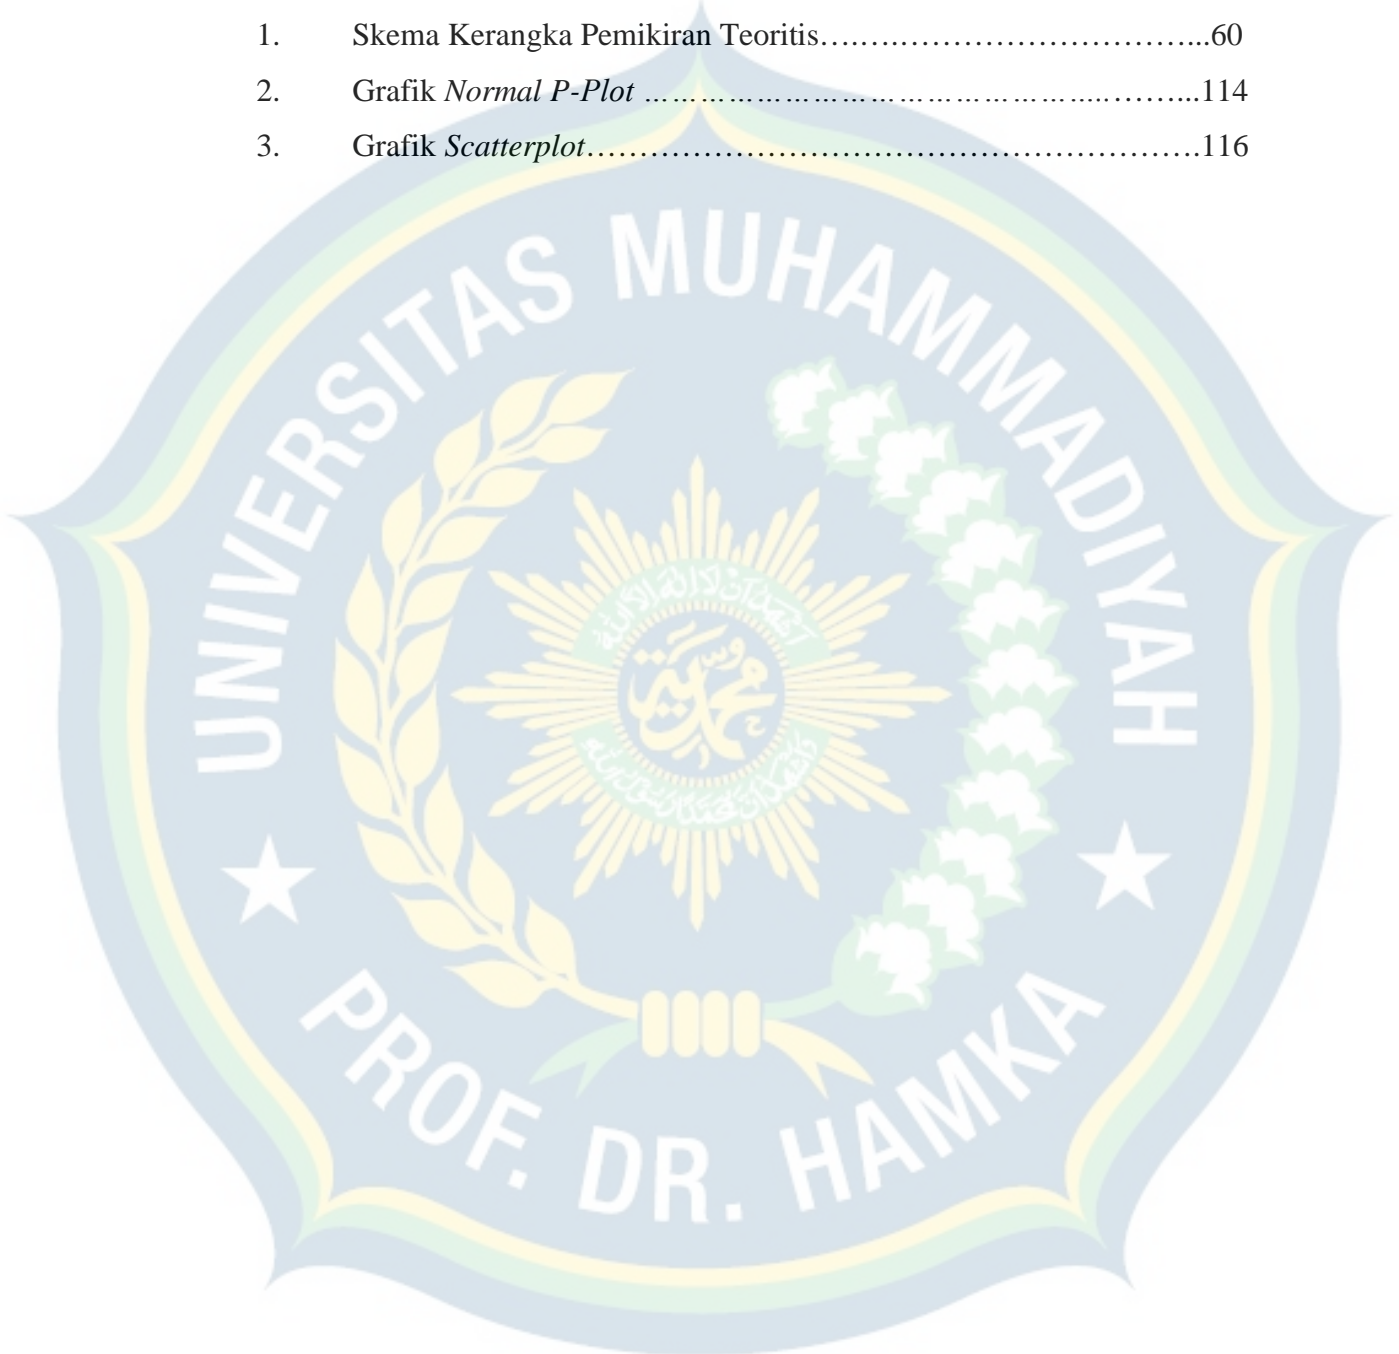 1. Skema Kerangka Pemikiran Teoritis…….……………………………...60
2. Grafik Normal P-Plot ……………………………………………..………...114
3. Grafik Scatterplot…………………………………………………………….116
UNIVERSITAS MUHAMMADIYAH
محمدية
PROF. DR. HAMKA